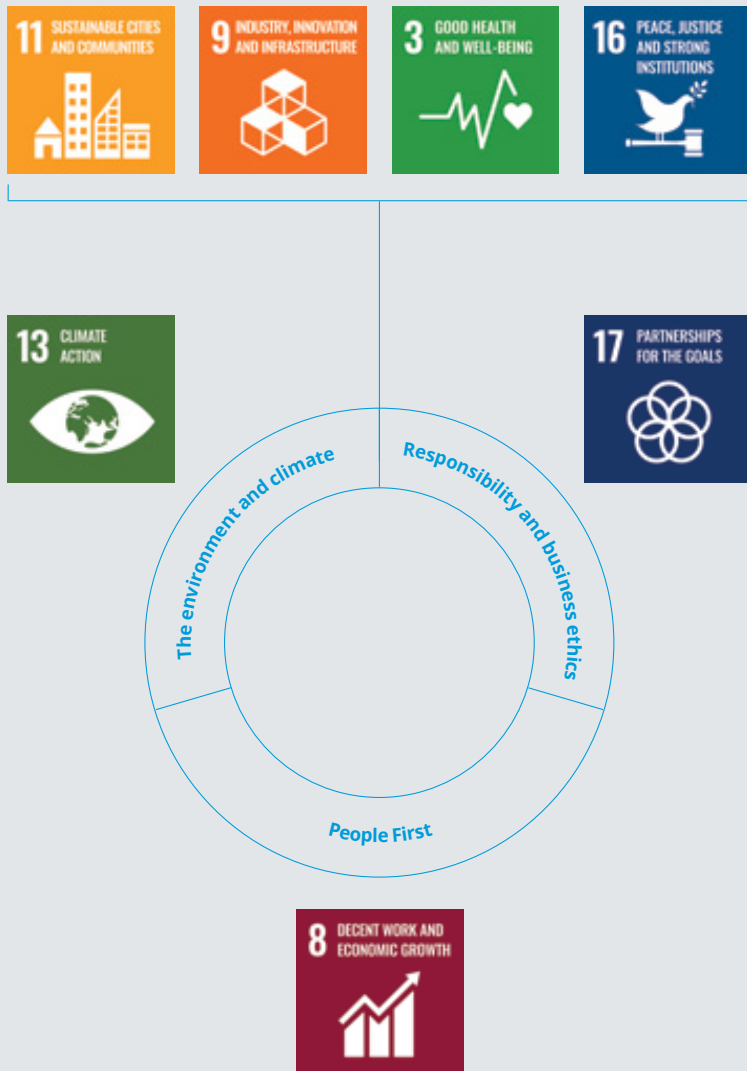 11 SUSTAINABLE CITIES
AND COMMUNITIES
9 INDUSTRY, INNOVATION
AND INFRASTRUCTURE
3 GOOD HEALTH
AND WELL-BEING
16 PEACE, JUSTICE
AND STRONG
INSTITUTIONS
13 CLIMATE
ACTION
17 PARTNERSHIPS
FOR THE GOALS
The environment and climate
Responsibility and business ethics
People First
8 DECENT WORK AND
ECONOMIC GROWTH